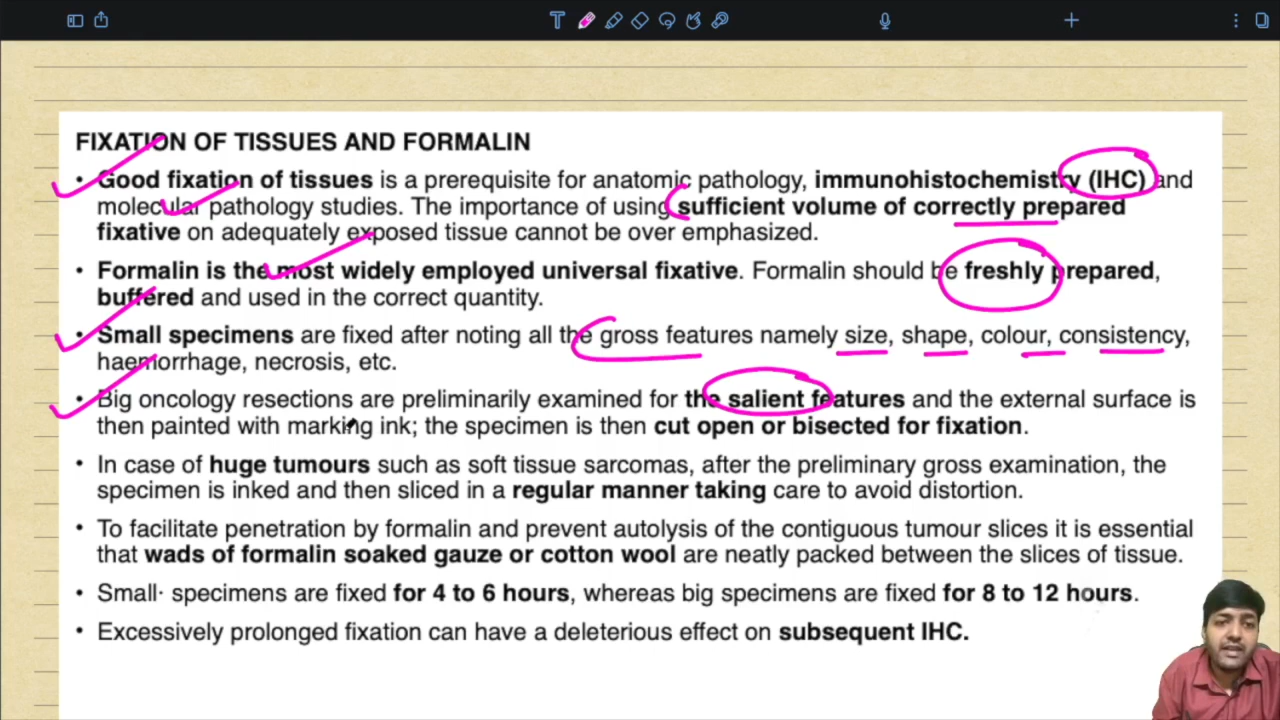 FIXATION OF TISSUES AND FORMALIN
• Good fixation of tissues is a prerequisite for anatomic pathology, immunohistochemistry (IHC) and
molecular pathology studies. The importance of using sufficient volume of correctly prepared
fixative on adequately exposed tissue cannot be over emphasized.
• Formalin is the most widely employed universal fixative. Formalin should be freshly prepared,
buffered and used in the correct quantity.
• Small specimens are fixed after noting all the gross features namely size, shape, colour, consistency,
haemorrhage, necrosis, etc.
• Big oncology resections are preliminarily examined for the salient features and the external surface is
then painted with marking ink; the specimen is then cut open or bisected for fixation.
• In case of huge tumours such as soft tissue sarcomas, after the preliminary gross examination, the
specimen is inked and then sliced in a regular manner taking care to avoid distortion.
• To facilitate penetration by formalin and prevent autolysis of the contiguous tumour slices it is essential
that wads of formalin soaked gauze or cotton wool are neatly packed between the slices of tissue.
• Small· specimens are fixed for 4 to 6 hours, whereas big specimens are fixed for 8 to 12 hours.
• Excessively prolonged fixation can have a deleterious effect on subsequent IHC.